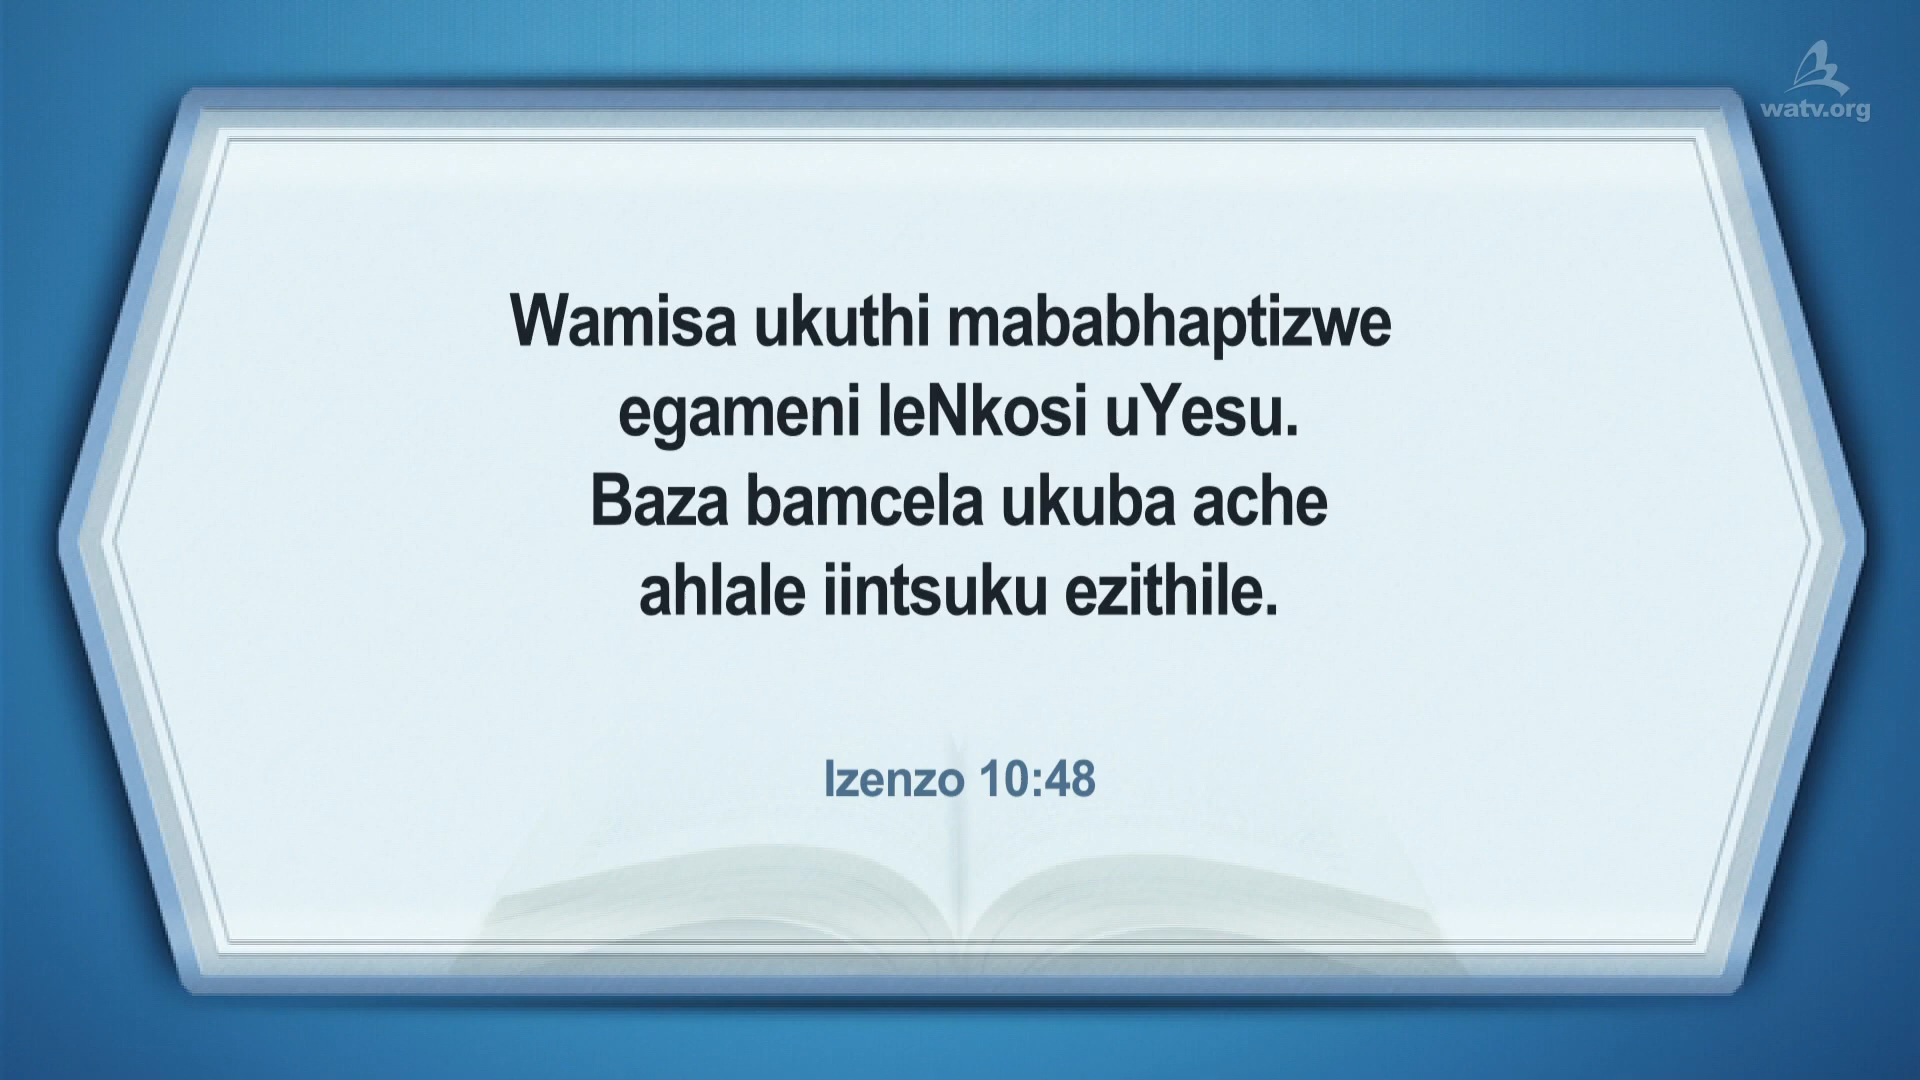 watv.org
Wamisa ukuthi mababhaptizwe
egameni leNkosi uYesu.
Baza bamcela ukuba ache
ahlale iintsuku ezithile.
Izenzo 10:48